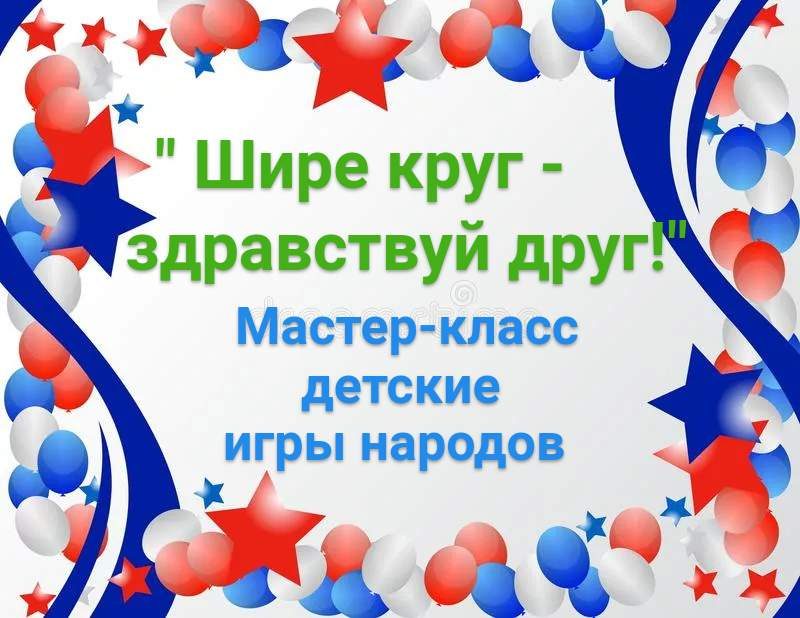 " Шире круг -
здравствуй друг!"
Мастер-класс
детские
игры народов